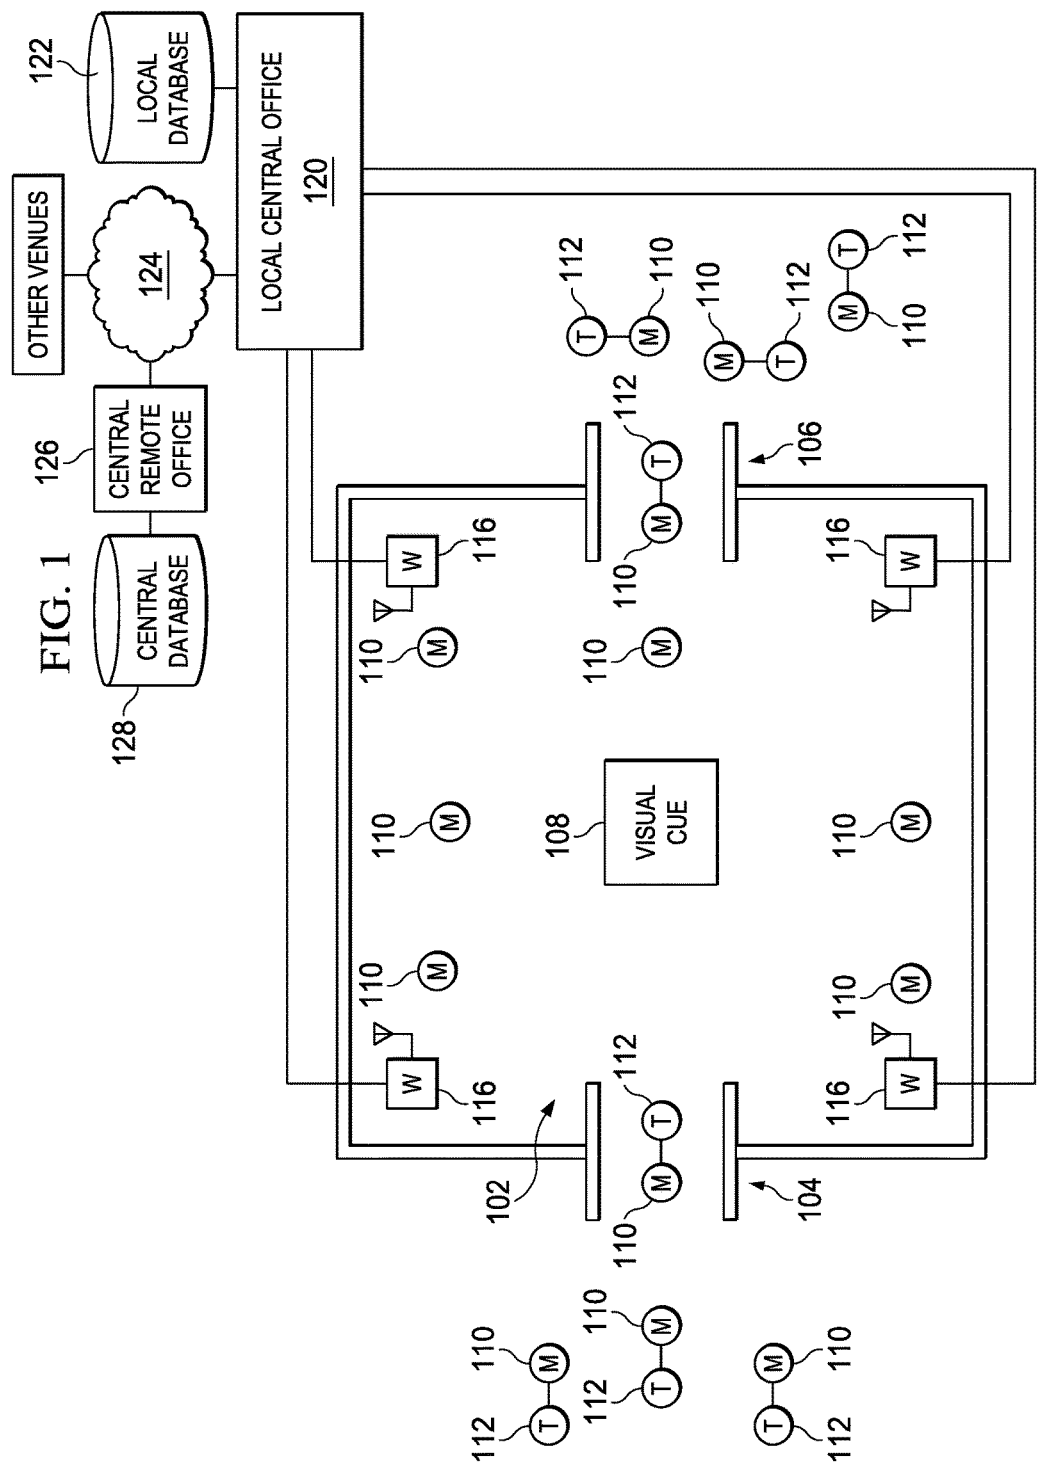 FIG. 1
OTHER VENUES
122
126
128
CENTRAL
DATABASE
CENTRAL
REMOTE
OFFICE
124
LOCAL
DATABASE
LOCAL CENTRAL OFFICE
120
110
110
110
W
M
M
M
W
116
116
112
110
102
T
M
108
VISUAL
CUE
112
T
112
110
110
112
110
110
112
M
110
T
M
M
T
M
M
T
110
M
T
112
T
M
104
106
112
110
116
110
110
116
M
T
W
M
M
W
110
112